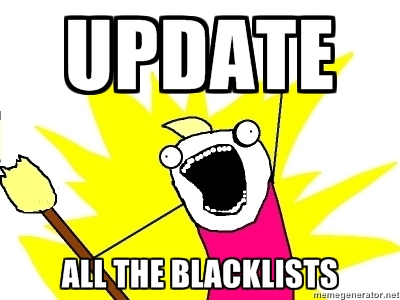 UPDATE
ALL THE BLACKLISTS
memegenerator.net